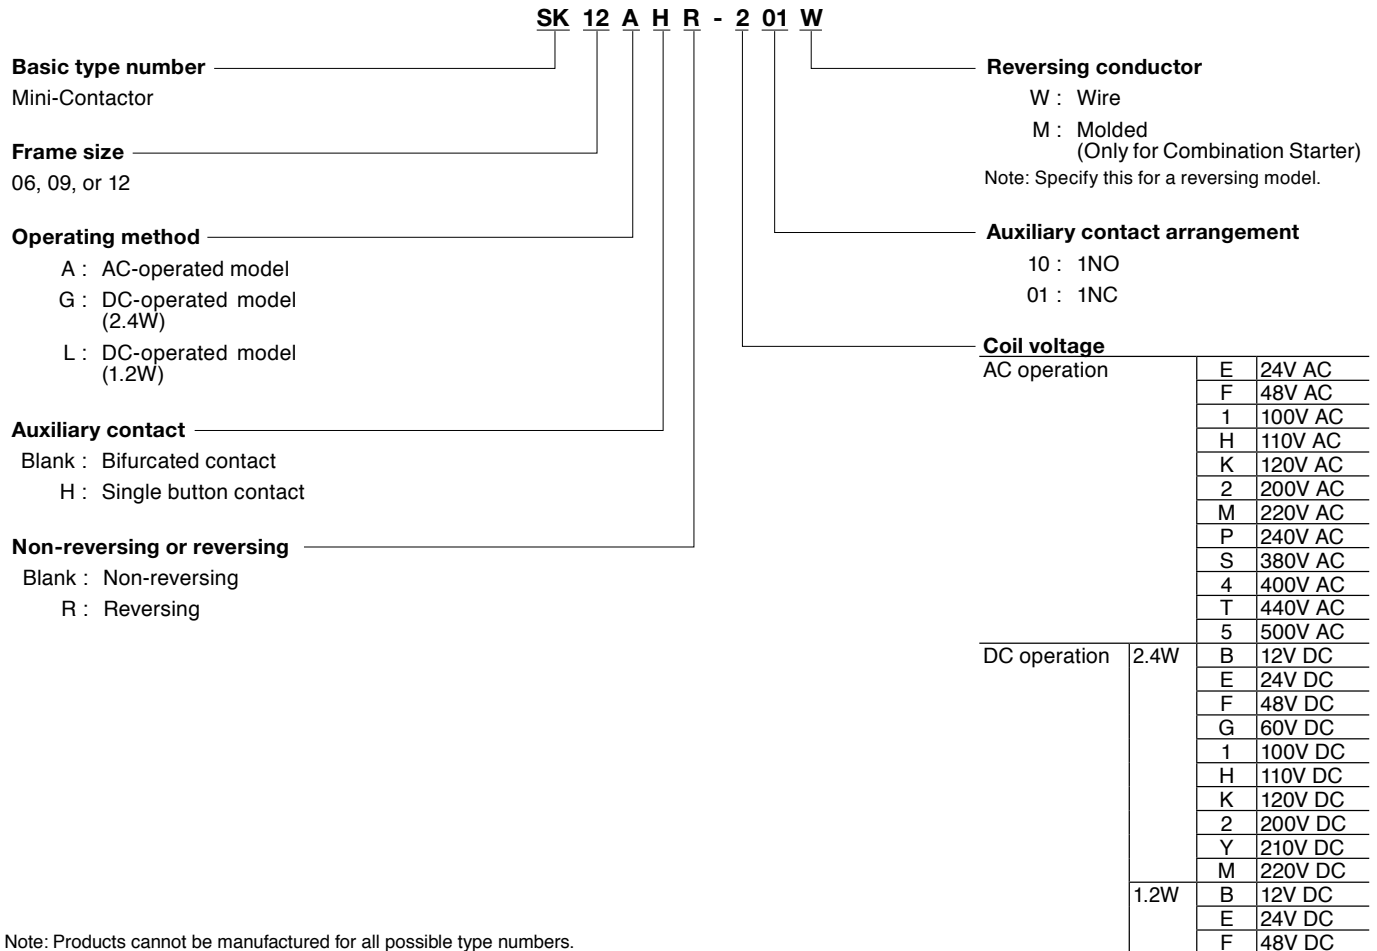 SK 12 A H R - 2 01 W
Basic type number
Mini-Contactor
Frame size
06, 09, or 12
Operating method
A : AC-operated model
G : DC-operated model
(2.4W)
L : DC-operated model
(1.2W)
Auxiliary contact
Blank : Bifurcated contact
H : Single button contact
Non-reversing or reversing
Blank : Non-reversing
R : Reversing
Reversing conductor
W : Wire
M : Molded
(Only for Combination Starter)
Note: Specify this for a reversing model.
Auxiliary contact arrangement
10 : 1NO
01 : 1NC
Coil voltage
AC operation E 24V AC
F 48V AC
1 100V AC
H 110V AC
K 120V AC
2 200V AC
M 220V AC
P 240V AC
S 380V AC
4 400V AC
T 440V AC
5 500V AC
DC operation 2.4W B 12V DC
E 24V DC
F 48V DC
G 60V DC
1 100V DC
H 110V DC
K 120V DC
2 200V DC
Y 210V DC
M 220V DC
1.2W B 12V DC
E 24V DC
F 48V DC
Note: Products cannot be manufactured for all possible type numbers.